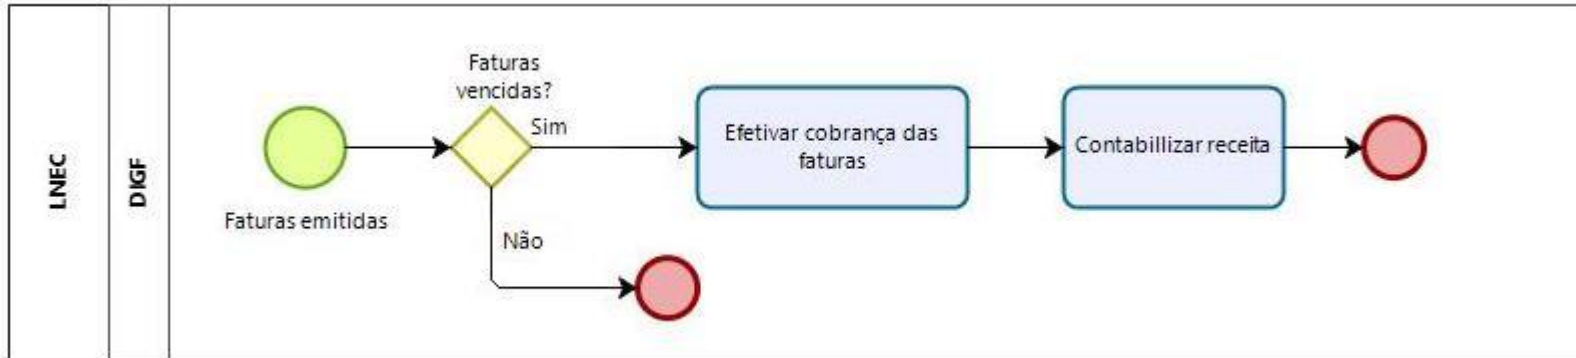 LNEC
DIGF
Faturas
vencidas?
Sim
Efetivar cobrança das
faturas
Contabillizar receita
Faturas emitidas
Não